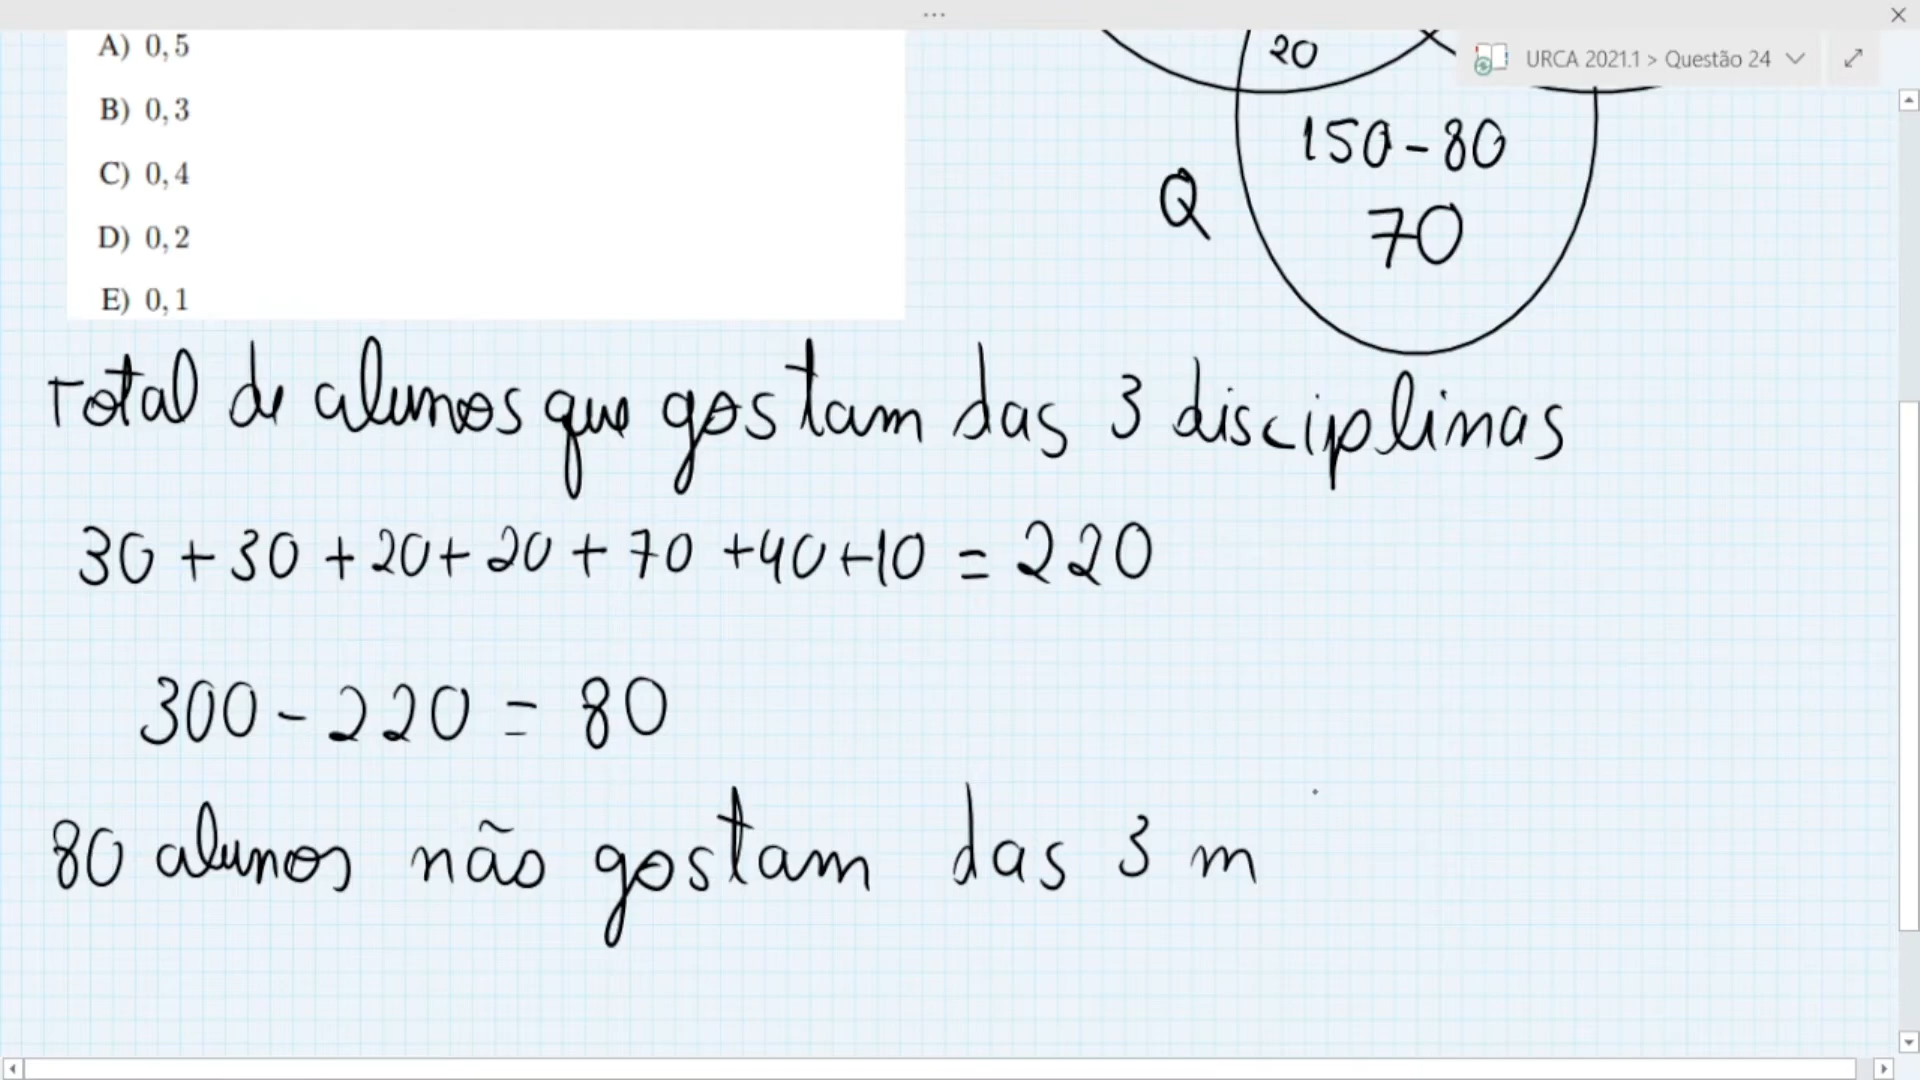 A) 0, 5
20
URCA 2021.1 > Questão 24
B) 0, 3
150-80
C) 0, 4
Q
70
D) 0, 2
E) 0, 1
Total de alunos que gostam das 3 disciplinas
30 + 30 + 20 + 20 + 70 + 40 + 10 = 220
300 - 220 = 80
80 alunos não gostam das 3 m